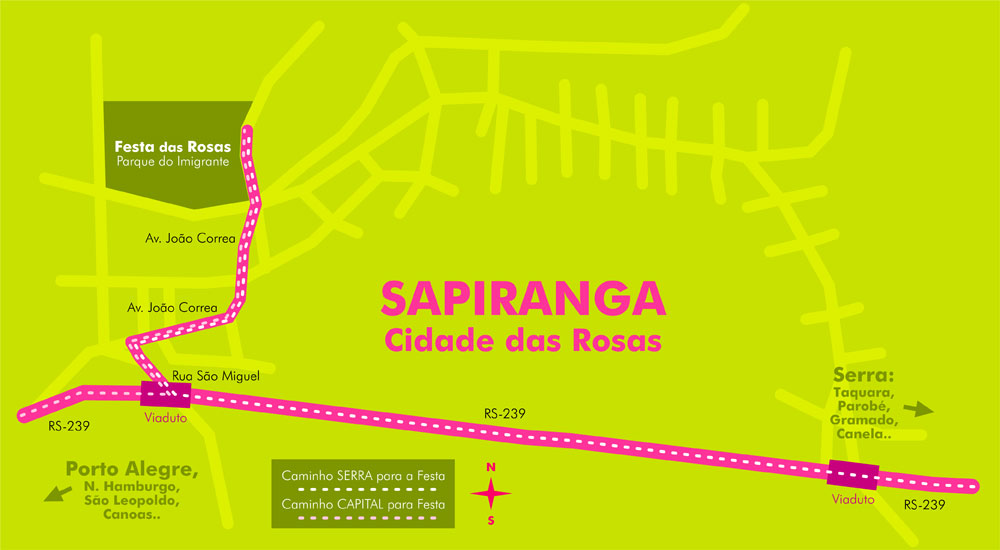 Festa das Rosas
Parque do Imigrante
Av. João Correa
SAPIRANGA
Cidade das Rosas
Av. João Correa
Rua São Miguel
Viaduto
RS-239
RS-239
Serra:
Taquara,
Parobé,
Gramado,
Canela..
Porto Alegre,
N. Hamburgo,
São Leopoldo,
Canoas..
Caminho SERRA para a Festa
Caminho CAPITAL para Festa
N
S
Viaduto
RS-239